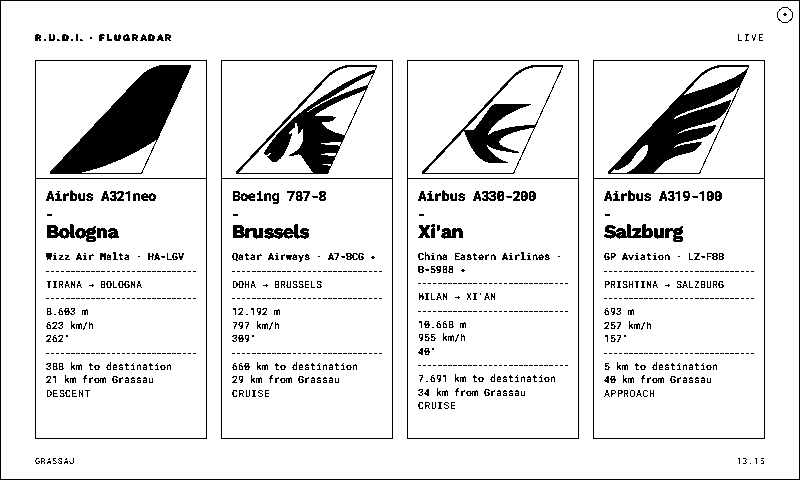 R.U.D.I. · FLUGRADAR
LIVE
Airbus A321neo
–
Bologna
Wizz Air Malta · HA-LGV
TIRANA → BOLOGNA
8.603 m
623 km/h
262°
388 km to destination
21 km from Grassau
DESCENT
Boeing 787-8
–
Brussels
Qatar Airways · A7-BCG ✦
DOHA → BRUSSELS
12.192 m
797 km/h
309°
660 km to destination
29 km from Grassau
CRUISE
Airbus A330-200
–
Xi'an
China Eastern Airlines ·
B-5908 ✦
MILAN → XI'AN
10.668 m
955 km/h
40°
7.691 km to destination
34 km from Grassau
CRUISE
Airbus A319-100
–
Salzburg
GP Aviation · LZ-FBB
PRISHTINA → SALZBURG
693 m
257 km/h
157°
5 km to destination
40 km from Grassau
APPROACH
GRASSAU
13.15